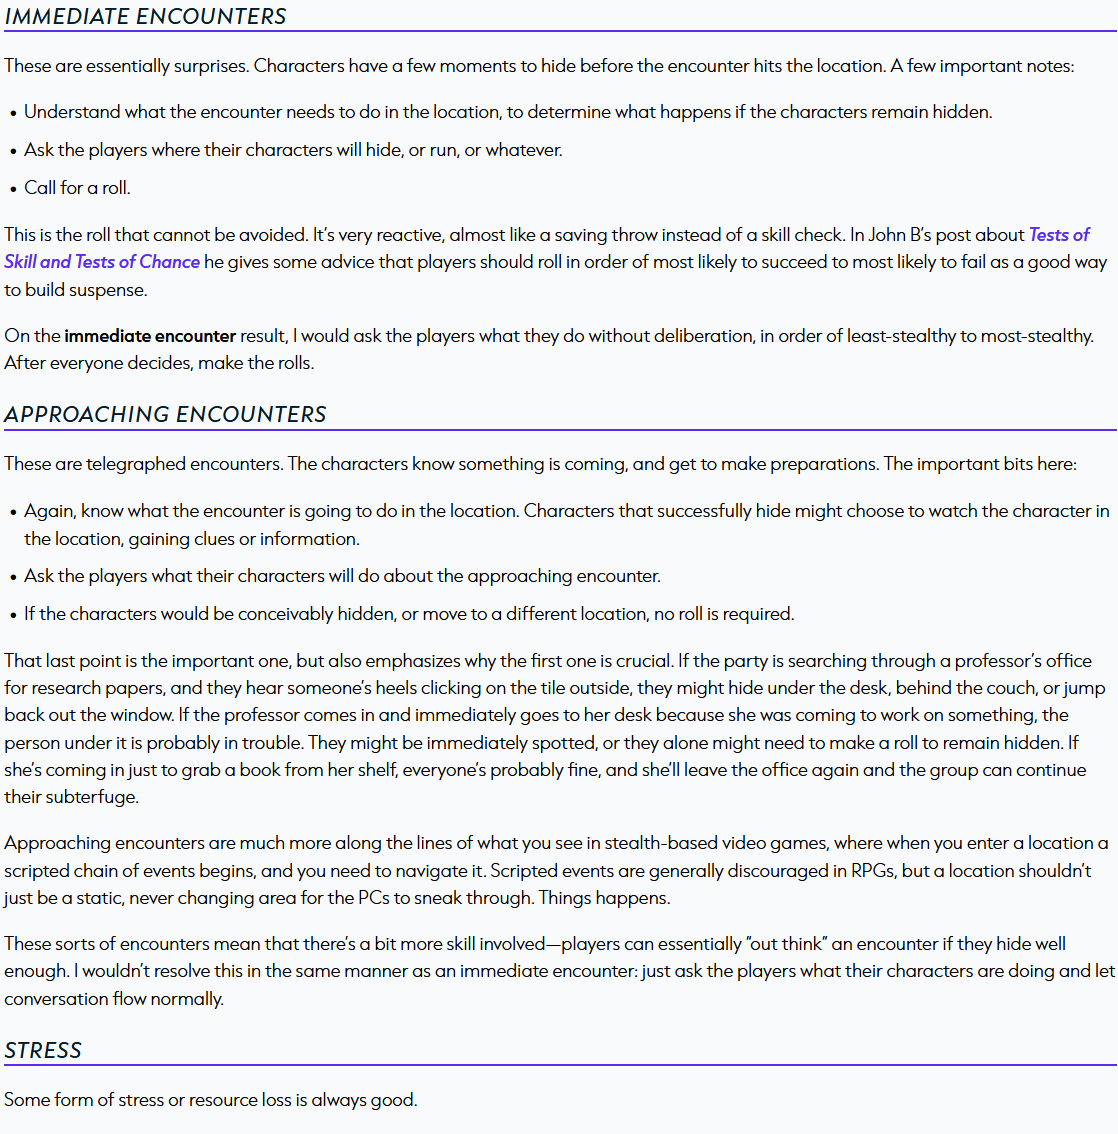 IMMEDIATE ENCOUNTERS
These are essentially surprises. Characters have a few moments to hide before the encounter hits the location. A few important notes:
• Understand what the encounter needs to do in the location, to determine what happens if the characters remain hidden.
• Ask the players where their characters will hide, or run, or whatever.
• Call for a roll.
This is the roll that cannot be avoided. It’s very reactive, almost like a saving throw instead of a skill check. In John B’s post about Tests of
Skill and Tests of Chance he gives some advice that players should roll in order of most likely to succeed to most likely to fail as a good way
to build suspense.
On the immediate encounter result, I would ask the players what they do without deliberation, in order of least-stealthy to most-stealthy.
After everyone decides, make the rolls.
APPROACHING ENCOUNTERS
These are telegraphed encounters. The characters know something is coming, and get to make preparations. The important bits here:
• Again, know what the encounter is going to do in the location. Characters that successfully hide might choose to watch the character in
the location, gaining clues or information.
• Ask the players what their characters will do about the approaching encounter.
• If the characters would be conceivably hidden, or move to a different location, no roll is required.
That last point is the important one, but also emphasizes why the first one is crucial. If the party is searching through a professor’s office
for research papers, and they hear someone’s heels clicking on the tile outside, they might hide under the desk, behind the couch, or jump
back out the window. If the professor comes in and immediately goes to her desk because she was coming to work on something, the
person under it is probably in trouble. They might be immediately spotted, or they alone might need to make a roll to remain hidden. If
she’s coming in just to grab a book from her shelf, everyone’s probably fine, and she’ll leave the office again and the group can continue
their subterfuge.
Approaching encounters are much more along the lines of what you see in stealth-based video games, where when you enter a location a
scripted chain of events begins, and you need to navigate it. Scripted events are generally discouraged in RPGs, but a location shouldn’t
just be a static, never changing area for the PCs to sneak through. Things happens.
These sorts of encounters mean that there’s a bit more skill involved—players can essentially “out think” an encounter if they hide well
enough. I wouldn’t resolve this in the same manner as an immediate encounter: just ask the players what their characters are doing and let
conversation flow normally.
STRESS
Some form of stress or resource loss is always good.